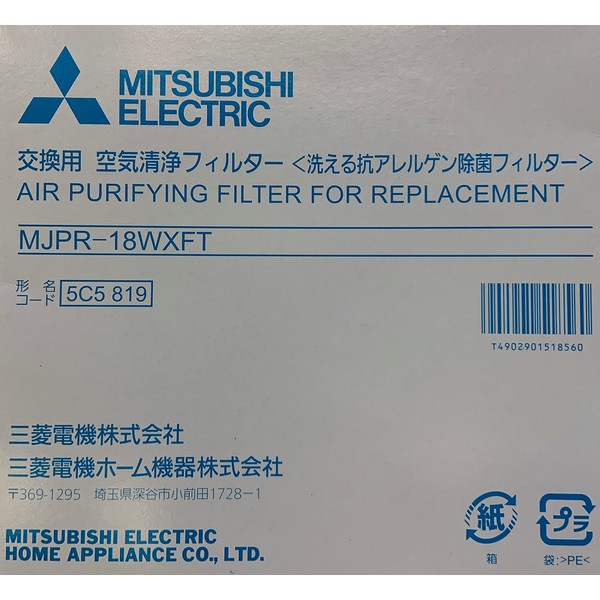 MITSUBISHI
ELECTRIC
交換用 空気清浄フィルター <洗える抗アレルゲン除菌フィルター>
AIR PURIFYING FILTER FOR REPLACEMENT
MJPR-18WXFT
形名
コード 5C5 819
T4902901518560
三菱電機株式会社
三菱電機ホーム機器株式会社
〒369-1295 埼玉県深谷市小前田1728-1
MITSUBISHI ELECTRIC
HOME APPLIANCE CO., LTD.
紙
箱
プラ
袋:>PE<